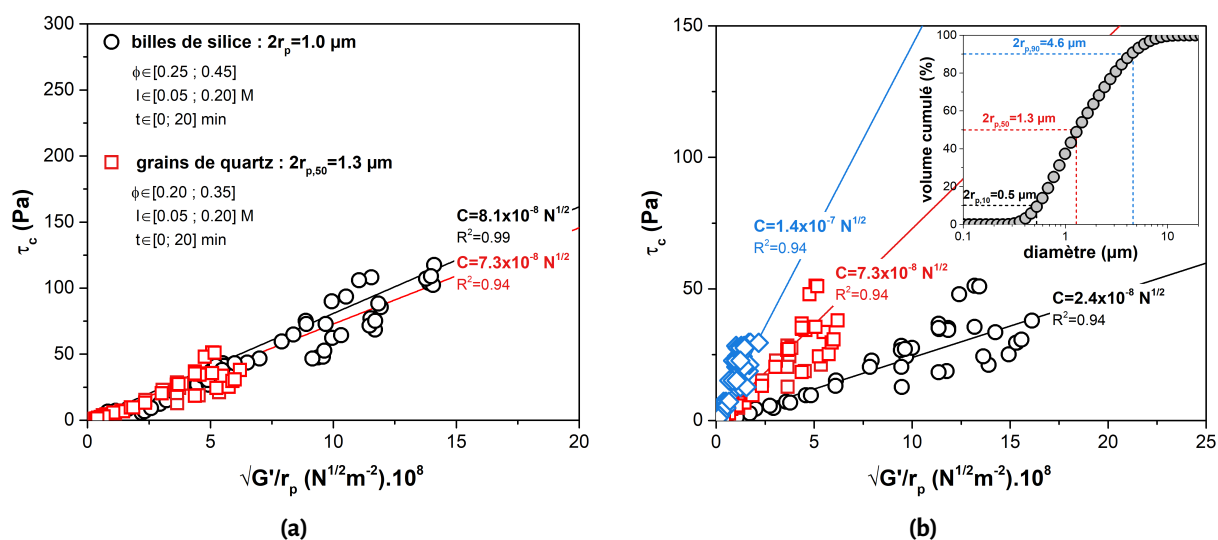 (a)
300
250
200
150
100
50
0
τc (Pa)
billes de silice : 2rp=1.0 µm
ϕ∈[0.25 ; 0.45]
I∈[0.05 ; 0.20] M
t∈[0; 20] min
grains de quartz : 2rp,50=1.3 µm
ϕ∈[0.20 ; 0.35]
I∈[0.05 ; 0.20] M
t∈[0; 20] min
C=8.1x10⁻⁸ N¹/²
R²=0.99
C=7.3x10⁻⁸ N¹/²
R²=0.94
0 5 10 15 20
√G'/rp (N¹/²m⁻²).10⁸
(a)
(b)
150
100
50
0
τc (Pa)
C=1.4x10⁻⁷ N¹/²
R²=0.94
C=7.3x10⁻⁸ N¹/²
R²=0.94
C=2.4x10⁻⁸ N¹/²
R²=0.94
100
80
60
40
20
0
volume cumulé (%)
2rp,90=4.6 µm
2rp,50=1.3 µm
2rp,10=0.5 µm
0.1 1 10
diamètre (µm)
0 5 10 15 20 25
√G'/rp (N¹/²m⁻²).10⁸
(b)